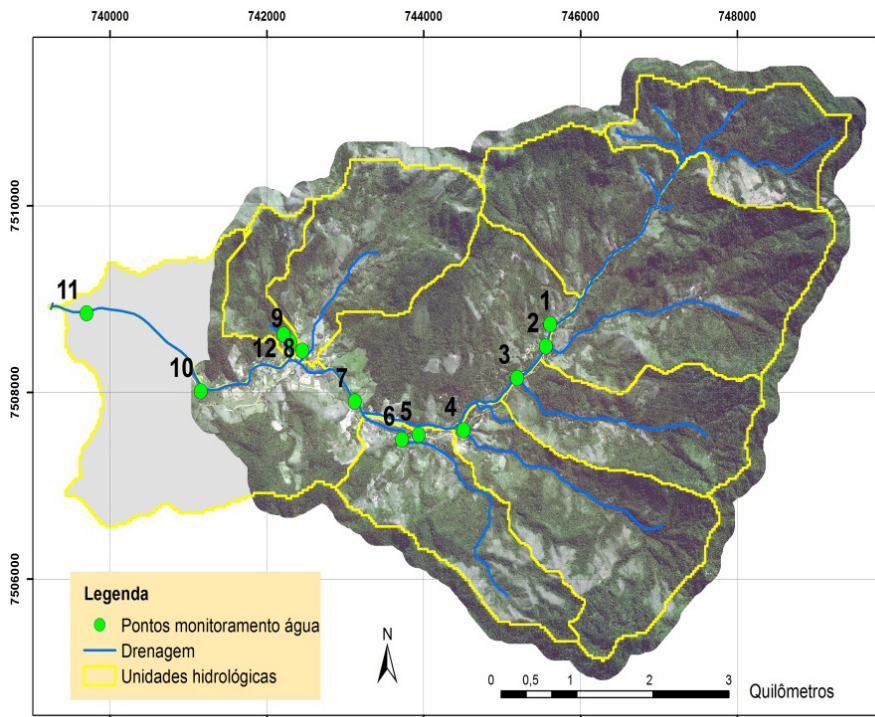 740000 742000 744000 746000 748000
7510000
7508000
7506000
11
10
9
12 8
7
6 5
4
3
2
1
Legenda
Pontos monitoramento água
Drenagem
Unidades hidrológicas
N
0 0,5 1 2 3
Quilômetros